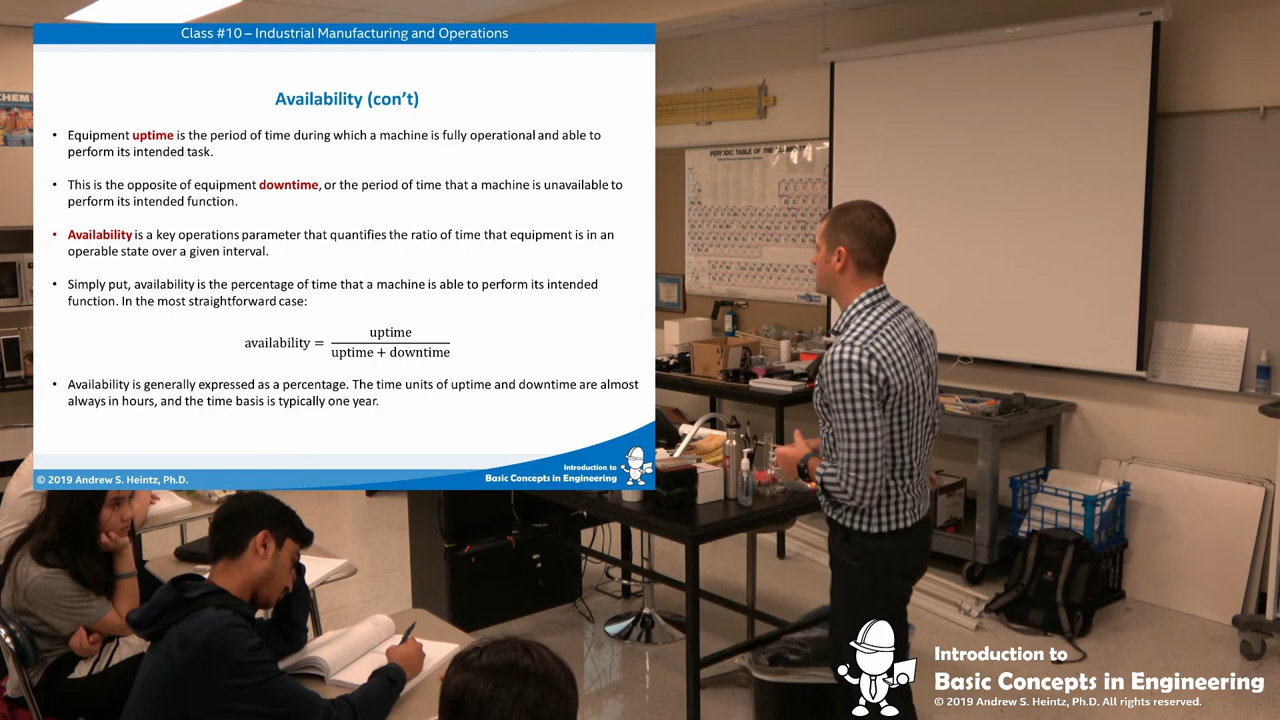 Class #10 – Industrial Manufacturing and Operations
Availability (con't)
• Equipment uptime is the period of time during which a machine is fully operational and able to
perform its intended task.
• This is the opposite of equipment downtime, or the period of time that a machine is unavailable to
perform its intended function.
• Availability is a key operations parameter that quantifies the ratio of time that equipment is in an
operable state over a given interval.
• Simply put, availability is the percentage of time that a machine is able to perform its intended
function. In the most straightforward case:
availability = uptime
uptime + downtime
• Availability is generally expressed as a percentage. The time units of uptime and downtime are almost
always in hours, and the time basis is typically one year.
© 2019 Andrew S. Heintz, Ph.D.
Introduction to
Basic Concepts in Engineering
CHEM
PERIODIC TABLE OF THE
Introduction to
Basic Concepts in Engineering
© 2019 Andrew S. Heintz, Ph.D. All rights reserved.